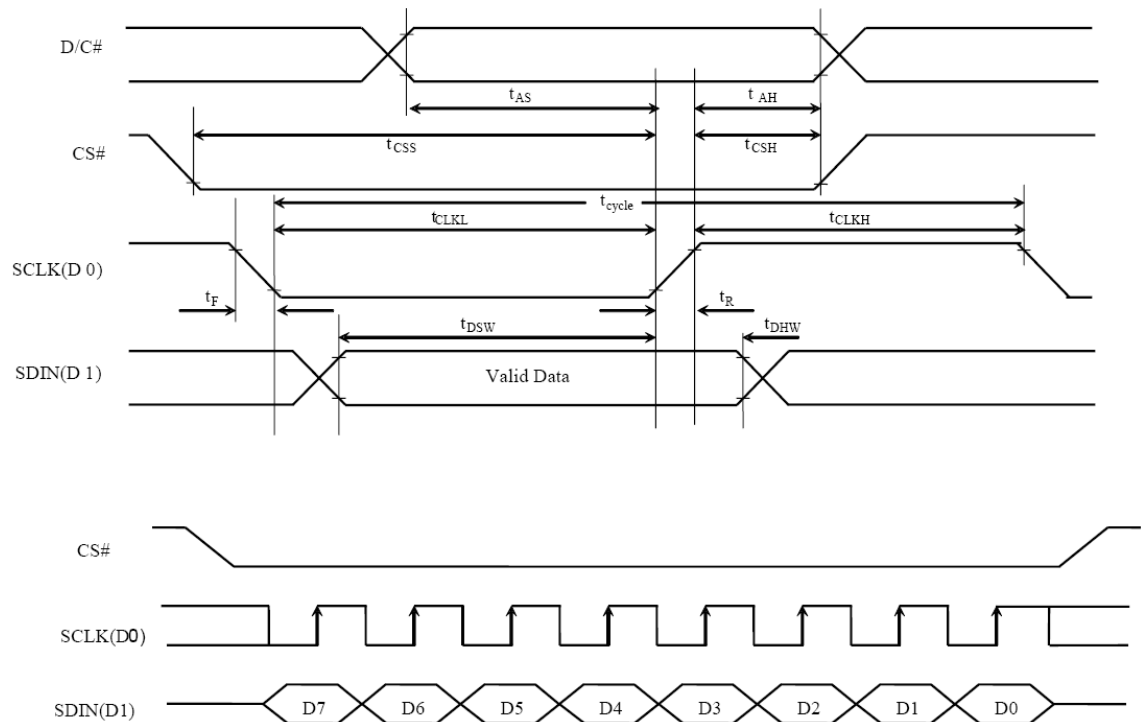 D/C#
tAS
t AH
CS#
tCSS
tCSH
tcycle
tCLKL
tCLKH
SCLK(D 0)
tF
tR
tDSW
tDHW
SDIN(D 1)
Valid Data
CS#
SCLK(D0)
SDIN(D1)
D7 D6 D5 D4 D3 D2 D1 D0